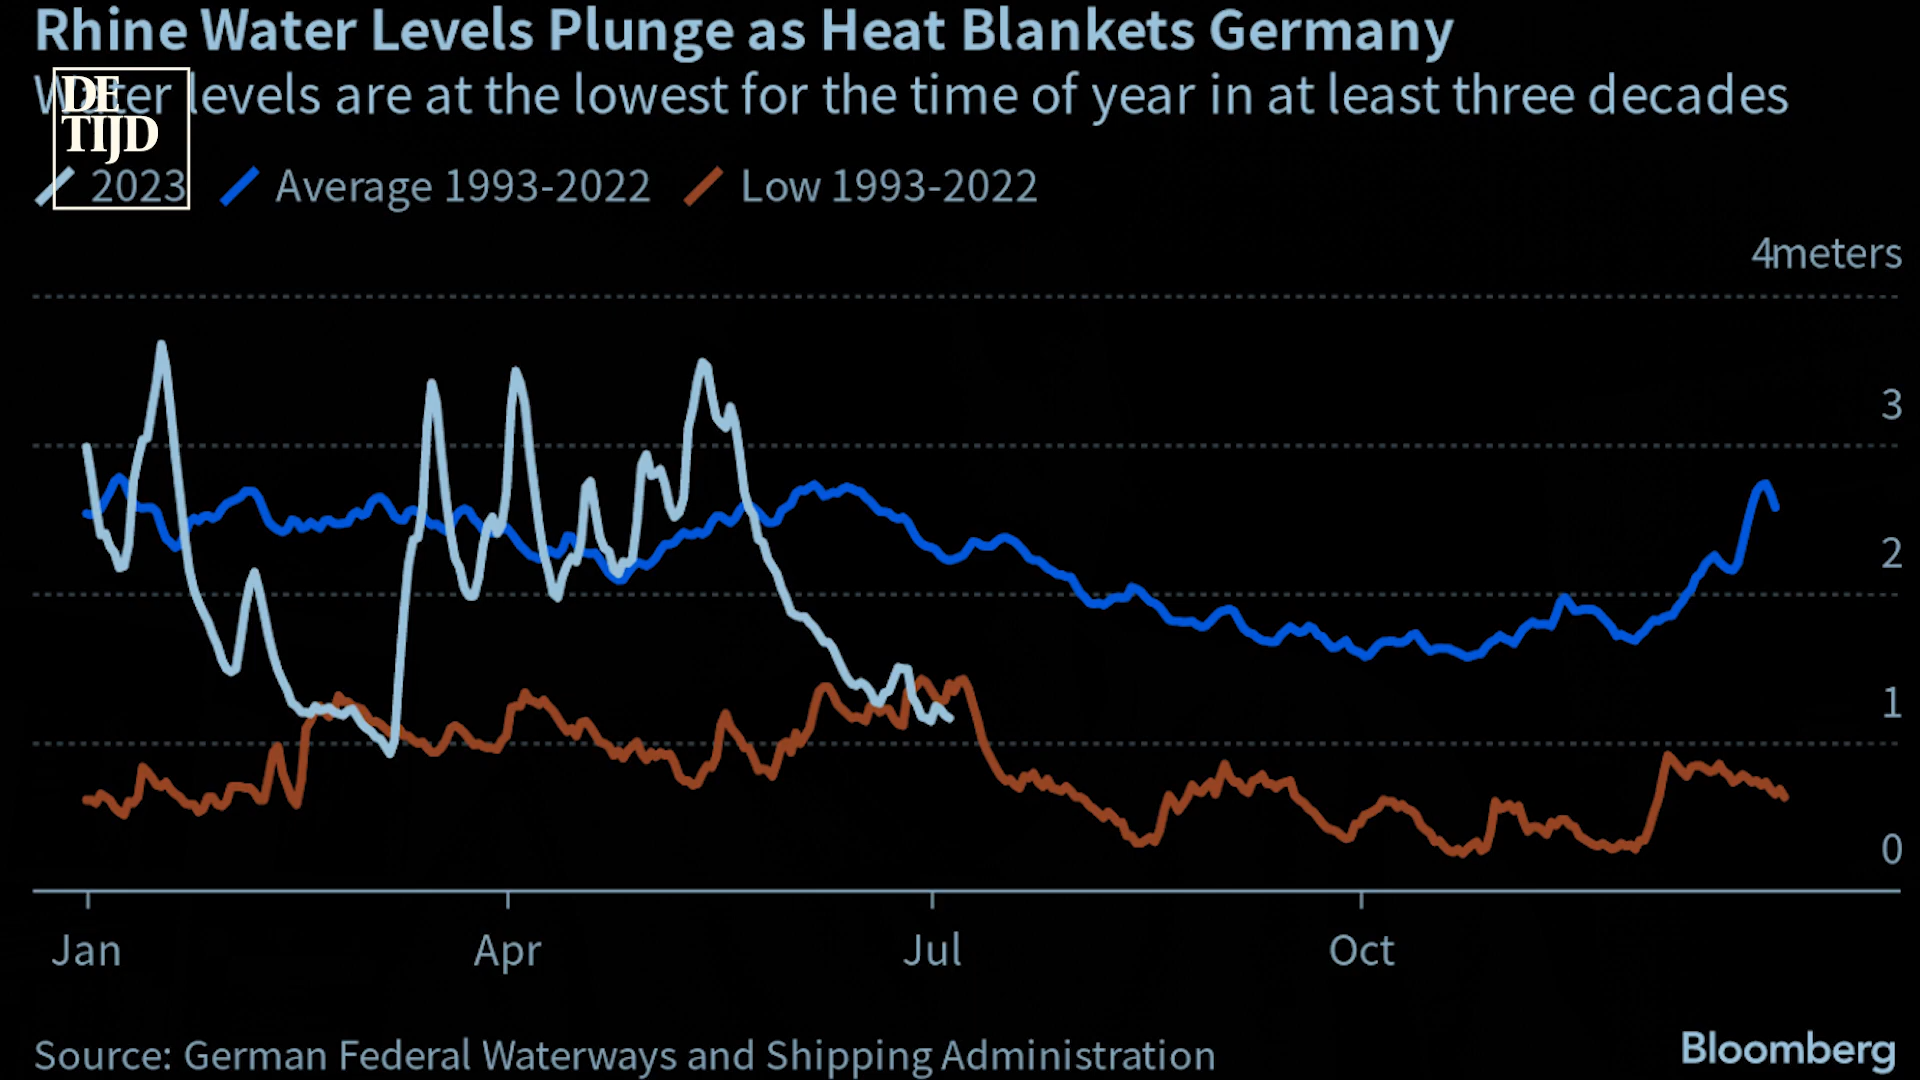 Rhine Water Levels Plunge as Heat Blankets Germany
Water levels are at the lowest for the time of year in at least three decades
DE
TIJD
2023 Average 1993-2022 Low 1993-2022
4meters
3
2
1
0
Jan Apr Jul Oct
Source: German Federal Waterways and Shipping Administration
Bloomberg